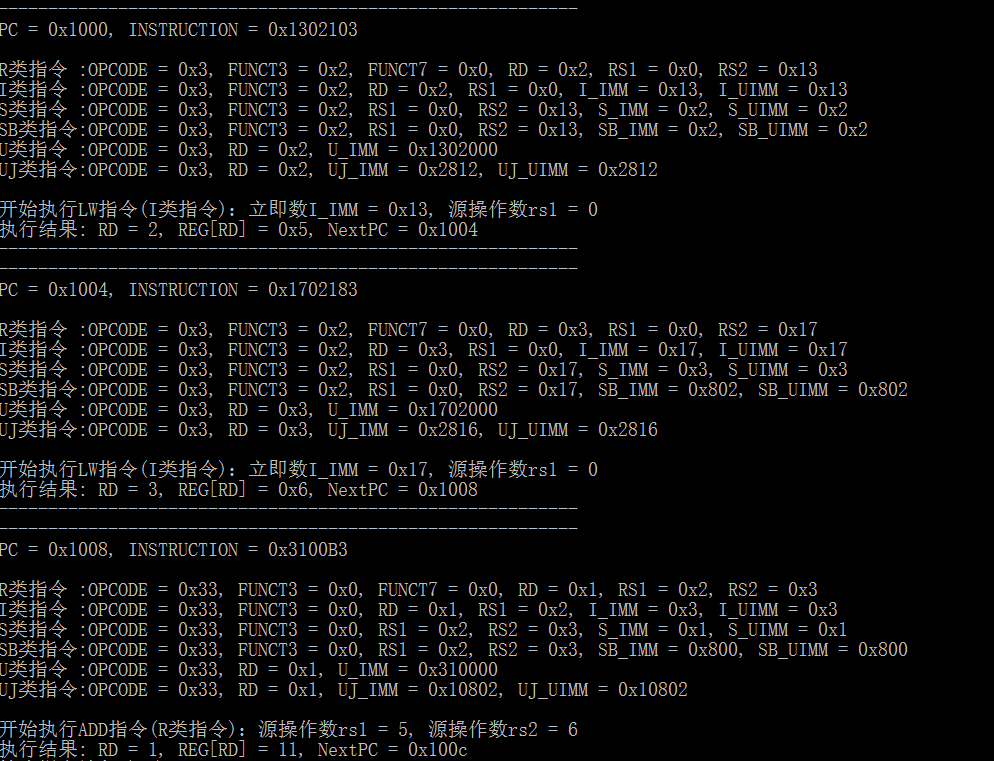 ------------------------------------------------------------
PC = 0x1000, INSTRUCTION = 0x1302103
R类指令 :OPCODE = 0x3, FUNCT3 = 0x2, FUNCT7 = 0x0, RD = 0x2, RS1 = 0x0, RS2 = 0x13
I类指令 :OPCODE = 0x3, FUNCT3 = 0x2, RD = 0x2, RS1 = 0x0, I_IMM = 0x13, I_UIMM = 0x13
S类指令 :OPCODE = 0x3, FUNCT3 = 0x2, RS1 = 0x0, RS2 = 0x13, S_IMM = 0x2, S_UIMM = 0x2
SB类指令:OPCODE = 0x3, FUNCT3 = 0x2, RS1 = 0x0, RS2 = 0x13, SB_IMM = 0x2, SB_UIMM = 0x2
U类指令 :OPCODE = 0x3, RD = 0x2, U_IMM = 0x1302000
UJ类指令:OPCODE = 0x3, RD = 0x2, UJ_IMM = 0x2812, UJ_UIMM = 0x2812
开始执行LW指令(I类指令): 立即数I_IMM = 0x13, 源操作数rs1 = 0
执行结果: RD = 2, REG[RD] = 0x5, NextPC = 0x1004
------------------------------------------------------------
------------------------------------------------------------
PC = 0x1004, INSTRUCTION = 0x1702183
R类指令 :OPCODE = 0x3, FUNCT3 = 0x2, FUNCT7 = 0x0, RD = 0x3, RS1 = 0x0, RS2 = 0x17
I类指令 :OPCODE = 0x3, FUNCT3 = 0x2, RD = 0x3, RS1 = 0x0, I_IMM = 0x17, I_UIMM = 0x17
S类指令 :OPCODE = 0x3, FUNCT3 = 0x2, RS1 = 0x0, RS2 = 0x17, S_IMM = 0x3, S_UIMM = 0x3
SB类指令:OPCODE = 0x3, FUNCT3 = 0x2, RS1 = 0x0, RS2 = 0x17, SB_IMM = 0x802, SB_UIMM = 0x802
U类指令 :OPCODE = 0x3, RD = 0x3, U_IMM = 0x1702000
UJ类指令:OPCODE = 0x3, RD = 0x3, UJ_IMM = 0x2816, UJ_UIMM = 0x2816
开始执行LW指令(I类指令): 立即数I_IMM = 0x17, 源操作数rs1 = 0
执行结果: RD = 3, REG[RD] = 0x6, NextPC = 0x1008
------------------------------------------------------------
------------------------------------------------------------
PC = 0x1008, INSTRUCTION = 0x3100B3
R类指令 :OPCODE = 0x33, FUNCT3 = 0x0, FUNCT7 = 0x0, RD = 0x1, RS1 = 0x2, RS2 = 0x3
I类指令 :OPCODE = 0x33, FUNCT3 = 0x0, RD = 0x1, RS1 = 0x2, I_IMM = 0x3, I_UIMM = 0x3
S类指令 :OPCODE = 0x33, FUNCT3 = 0x0, RS1 = 0x2, RS2 = 0x3, S_IMM = 0x1, S_UIMM = 0x1
SB类指令:OPCODE = 0x33, FUNCT3 = 0x0, RS1 = 0x2, RS2 = 0x3, SB_IMM = 0x800, SB_UIMM = 0x800
U类指令 :OPCODE = 0x33, RD = 0x1, U_IMM = 0x310000
UJ类指令:OPCODE = 0x33, RD = 0x1, UJ_IMM = 0x10802, UJ_UIMM = 0x10802
开始执行ADD指令(R类指令): 源操作数rs1 = 5, 源操作数rs2 = 6
执行结果: RD = 1, REG[RD] = 11, NextPC = 0x100c